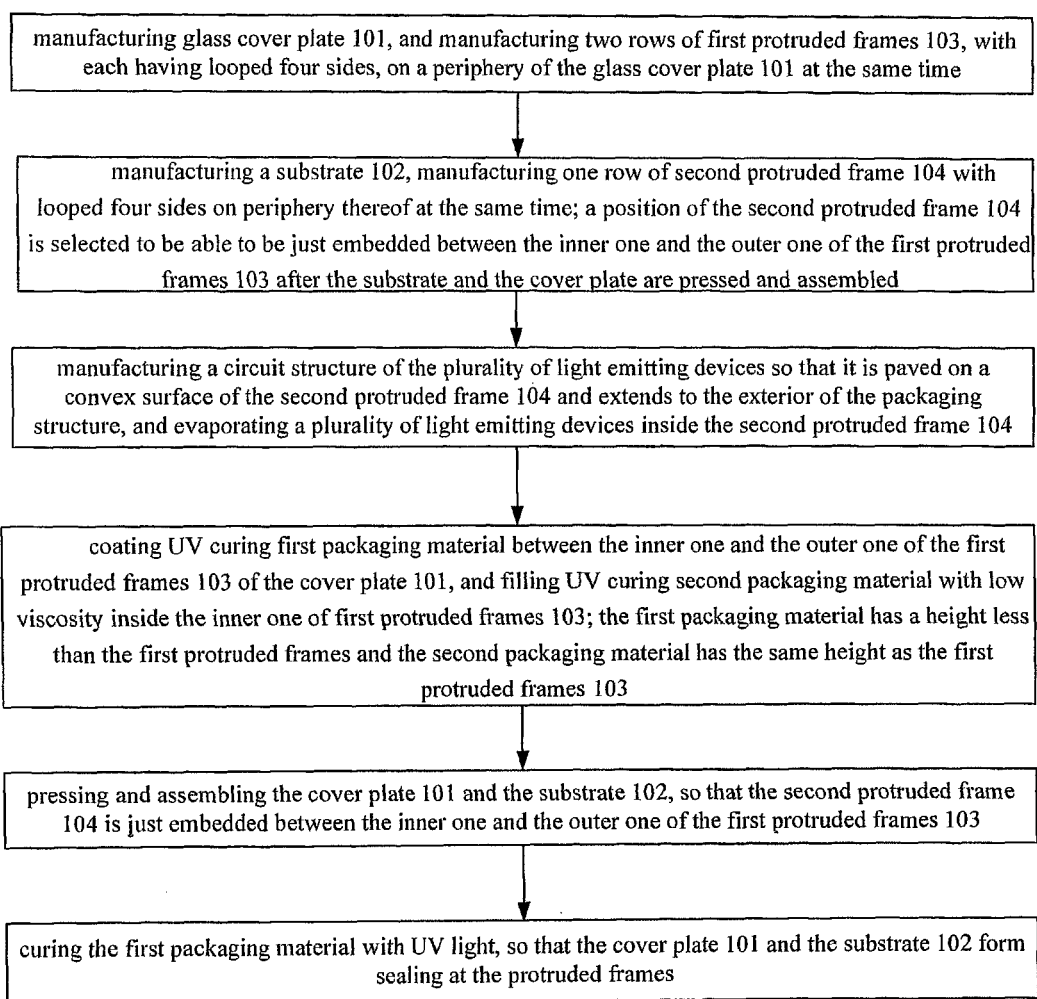 manufacturing glass cover plate 101, and manufacturing two rows of first protruded frames 103, with
each having looped four sides, on a periphery of the glass cover plate 101 at the same time
manufacturing a substrate 102, manufacturing one row of second protruded frame 104 with
looped four sides on periphery thereof at the same time; a position of the second protruded frame 104
is selected to be able to be just embedded between the inner one and the outer one of the first protruded
frames 103 after the substrate and the cover plate are pressed and assembled
manufacturing a circuit structure of the plurality of light emitting devices so that it is paved on a
convex surface of the second protruded frame 104 and extends to the exterior of the packaging
structure, and evaporating a plurality of light emitting devices inside the second protruded frame 104
coating UV curing first packaging material between the inner one and the outer one of the first
protruded frames 103 of the cover plate 101, and filling UV curing second packaging material with low
viscosity inside the inner one of first protruded frames 103; the first packaging material has a height less
than the first protruded frames and the second packaging material has the same height as the first
protruded frames 103
pressing and assembling the cover plate 101 and the substrate 102, so that the second protruded frame
104 is just embedded between the inner one and the outer one of the first protruded frames 103
curing the first packaging material with UV light, so that the cover plate 101 and the substrate 102 form
sealing at the protruded frames